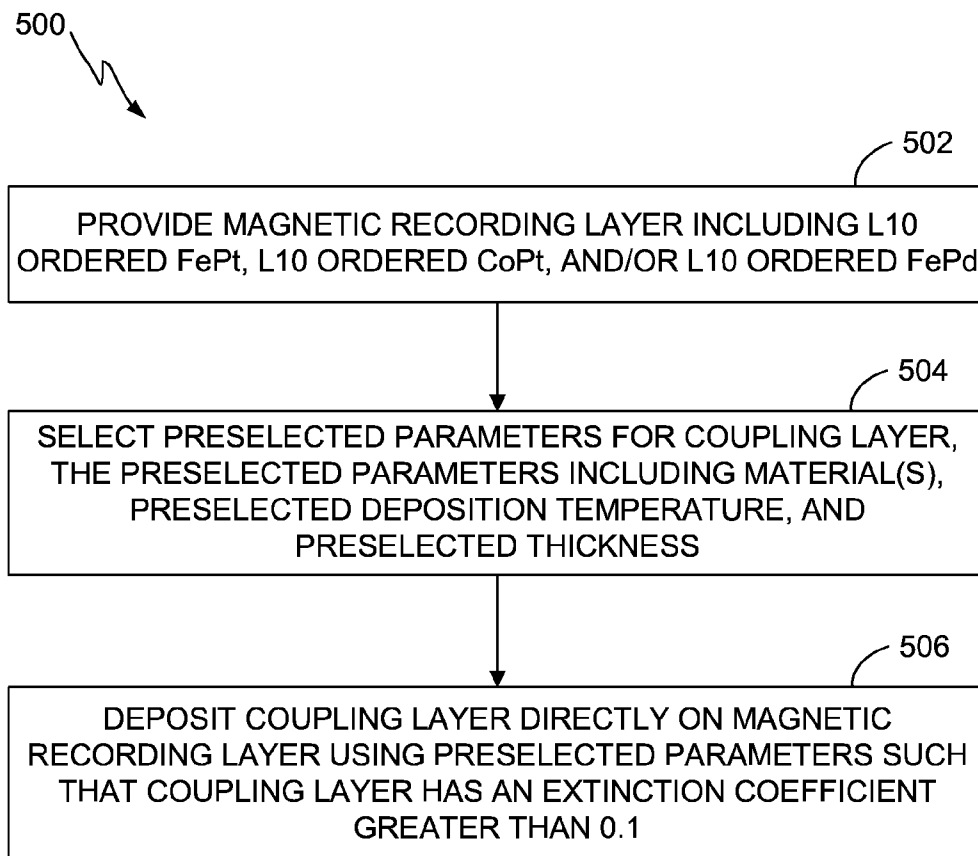 500
502
PROVIDE MAGNETIC RECORDING LAYER INCLUDING L10
ORDERED FePt, L10 ORDERED CoPt, AND/OR L10 ORDERED FePd
504
SELECT PRESELECTED PARAMETERS FOR COUPLING LAYER,
THE PRESELECTED PARAMETERS INCLUDING MATERIAL(S),
PRESELECTED DEPOSITION TEMPERATURE, AND
PRESELECTED THICKNESS
506
DEPOSIT COUPLING LAYER DIRECTLY ON MAGNETIC
RECORDING LAYER USING PRESELECTED PARAMETERS SUCH
THAT COUPLING LAYER HAS AN EXTINCTION COEFFICIENT
GREATER THAN 0.1